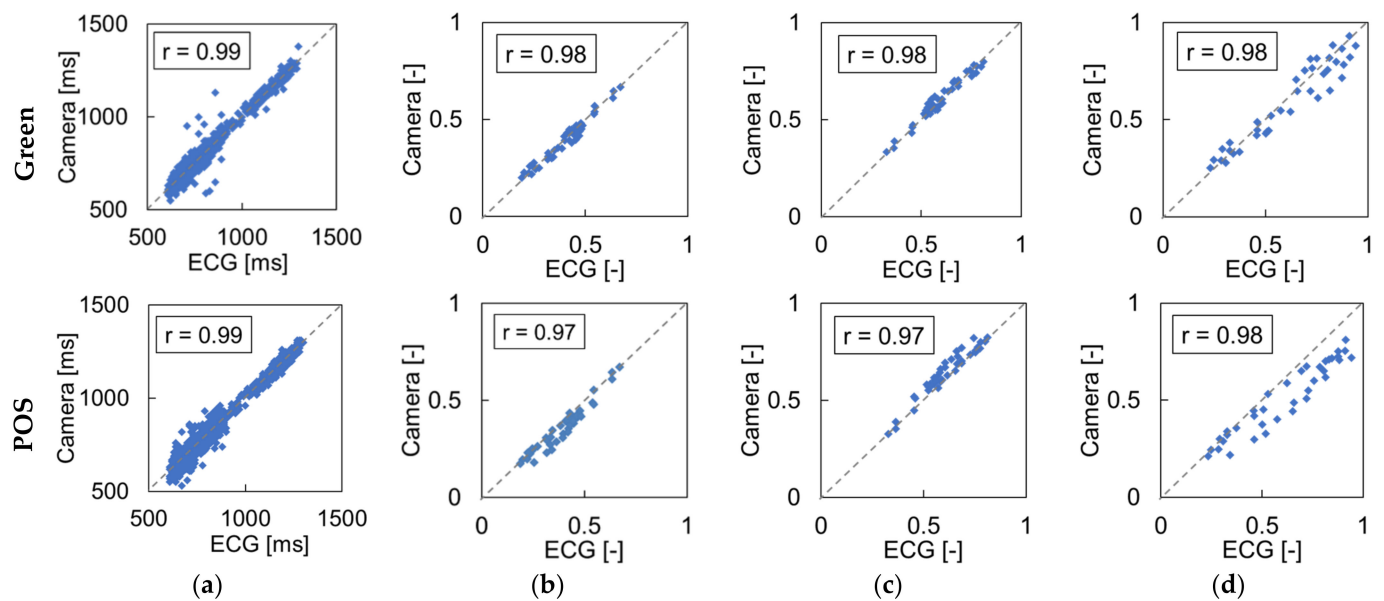 Green
1500
1000
500
500 1000 1500
Camera [ms]
ECG [ms]
r = 0.99
1
0.5
0
0 0.5 1
Camera [-]
ECG [-]
r = 0.98
1
0.5
0
0 0.5 1
Camera [-]
ECG [-]
r = 0.98
1
0.5
0
0 0.5 1
Camera [-]
ECG [-]
r = 0.98
POS
1500
1000
500
500 1000 1500
Camera [ms]
ECG [ms]
r = 0.99
1
0.5
0
0 0.5 1
Camera [-]
ECG [-]
r = 0.97
1
0.5
0
0 0.5 1
Camera [-]
ECG [-]
r = 0.97
1
0.5
0
0 0.5 1
Camera [-]
ECG [-]
r = 0.98
(a) (b) (c) (d)